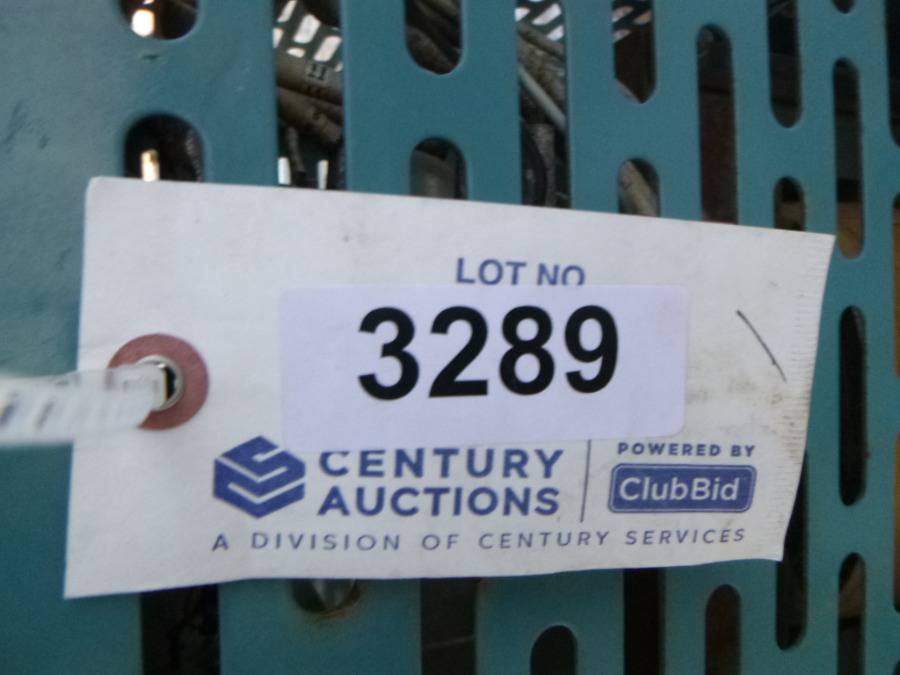 LOT NO
3289
CENTURY
AUCTIONS
POWERED BY
ClubBid
A DIVISION OF CENTURY SERVICES